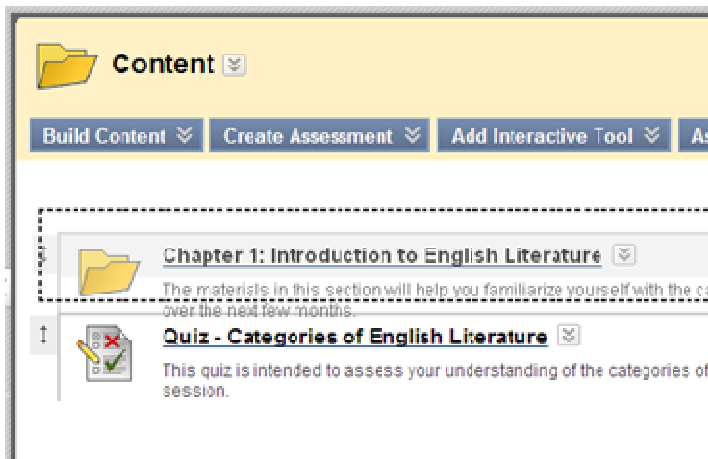 Content
Build Content Create Assessment Add Interactive Tool As
Chapter 1: Introduction to English Literature
The materials in this section will help you familiarize yourself with the ca
over the next few months.
Quiz - Categories of English Literature
This quiz is intended to assess your understanding of the categories of
session.